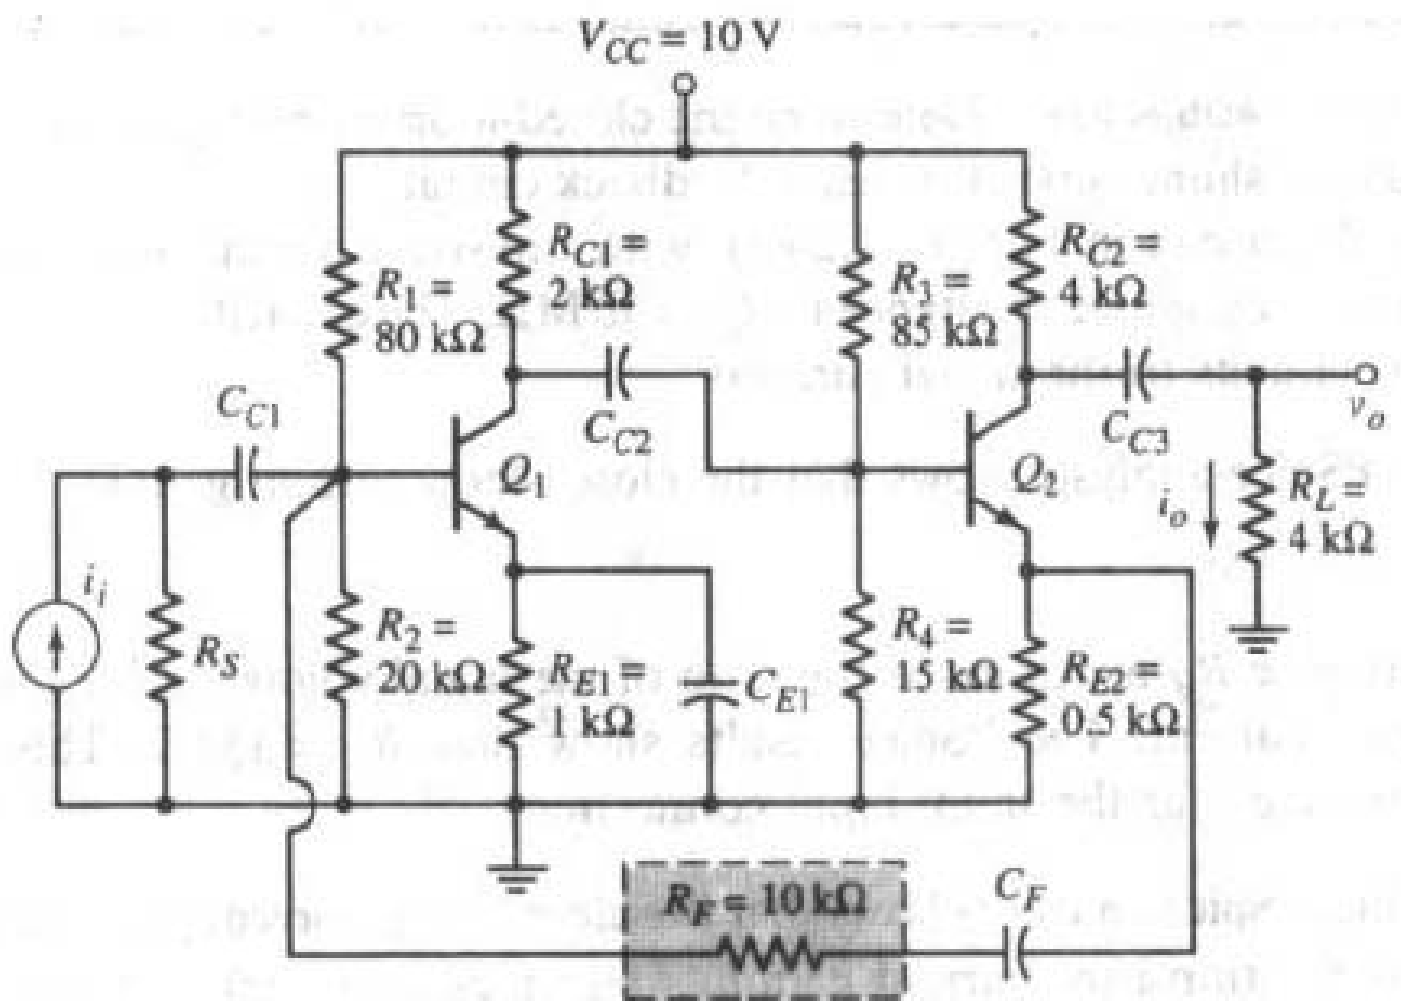 V_CC = 10 V
R_C1 =
2 kΩ
R_C2 =
4 kΩ
R_1 =
80 kΩ
R_3 =
85 kΩ
C_C1
C_C2
C_C3
v_o
Q_1
Q_2
i_o
R_L =
4 kΩ
i_i
R_S
R_2 =
20 kΩ
R_E1 =
1 kΩ
C_E1
R_4 =
15 kΩ
R_E2 =
0.5 kΩ
R_F = 10 kΩ
C_F